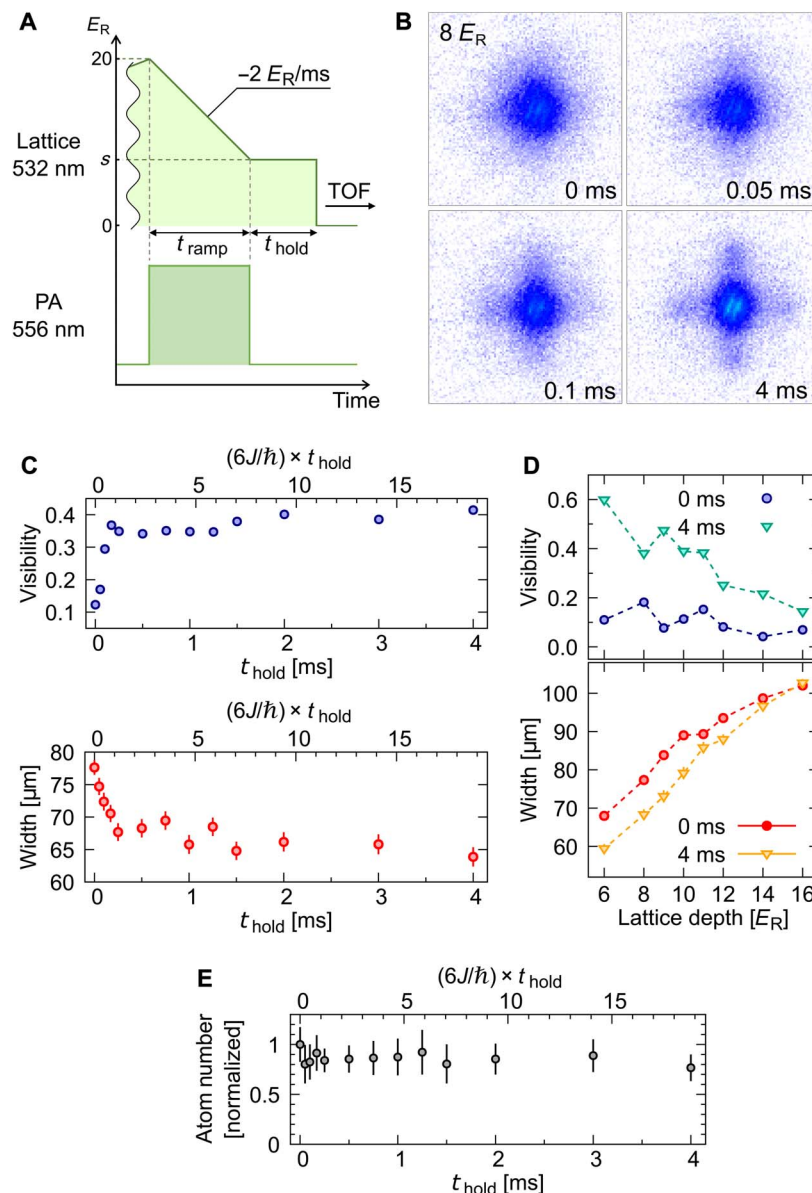 A
E_R
20
−2 E_R/ms
Lattice
532 nm
s
TOF
0
t_ramp
t_hold
PA
556 nm
Time
B
8 E_R
0 ms
0.05 ms
0.1 ms
4 ms
C
(6J/ℏ) × t_hold
0 5 10 15
Visibility
0.4
0.3
0.2
0.1
0 1 2 3 4
t_hold [ms]
(6J/ℏ) × t_hold
0 5 10 15
Width [μm]
80
75
70
65
60
0 1 2 3 4
t_hold [ms]
D
Visibility
0.6
0.4
0.2
0.0
0 ms
4 ms
Width [μm]
100
90
80
70
60
0 ms
4 ms
6 8 10 12 14 16
Lattice depth [E_R]
E
(6J/ℏ) × t_hold
0 5 10 15
Atom number
[normalized]
1
0.5
0
0 1 2 3 4
t_hold [ms]